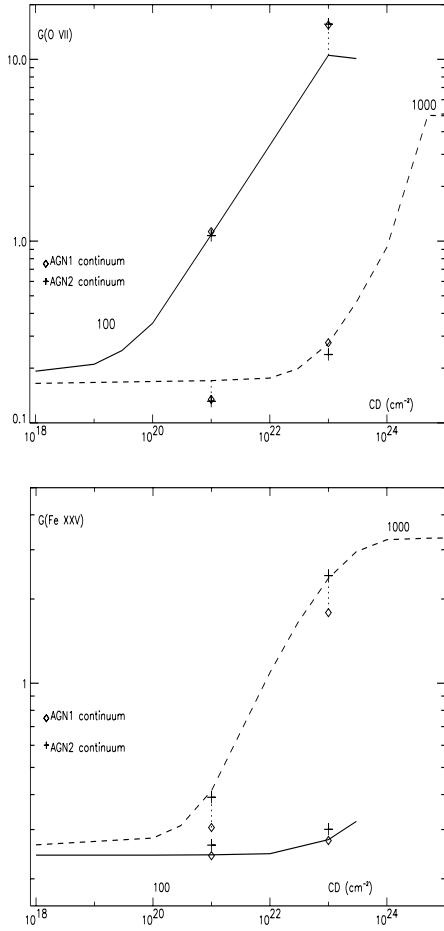 G(O VII)
10.0
1000
1.0
◇AGN1 continuum
+AGN2 continuum
100
0.1
CD (cm⁻²)
10¹⁸ 10²⁰ 10²² 10²⁴
G(Fe XXV)
1000
1
◇AGN1 continuum
+AGN2 continuum
100
CD (cm⁻²)
10¹⁸ 10²⁰ 10²² 10²⁴